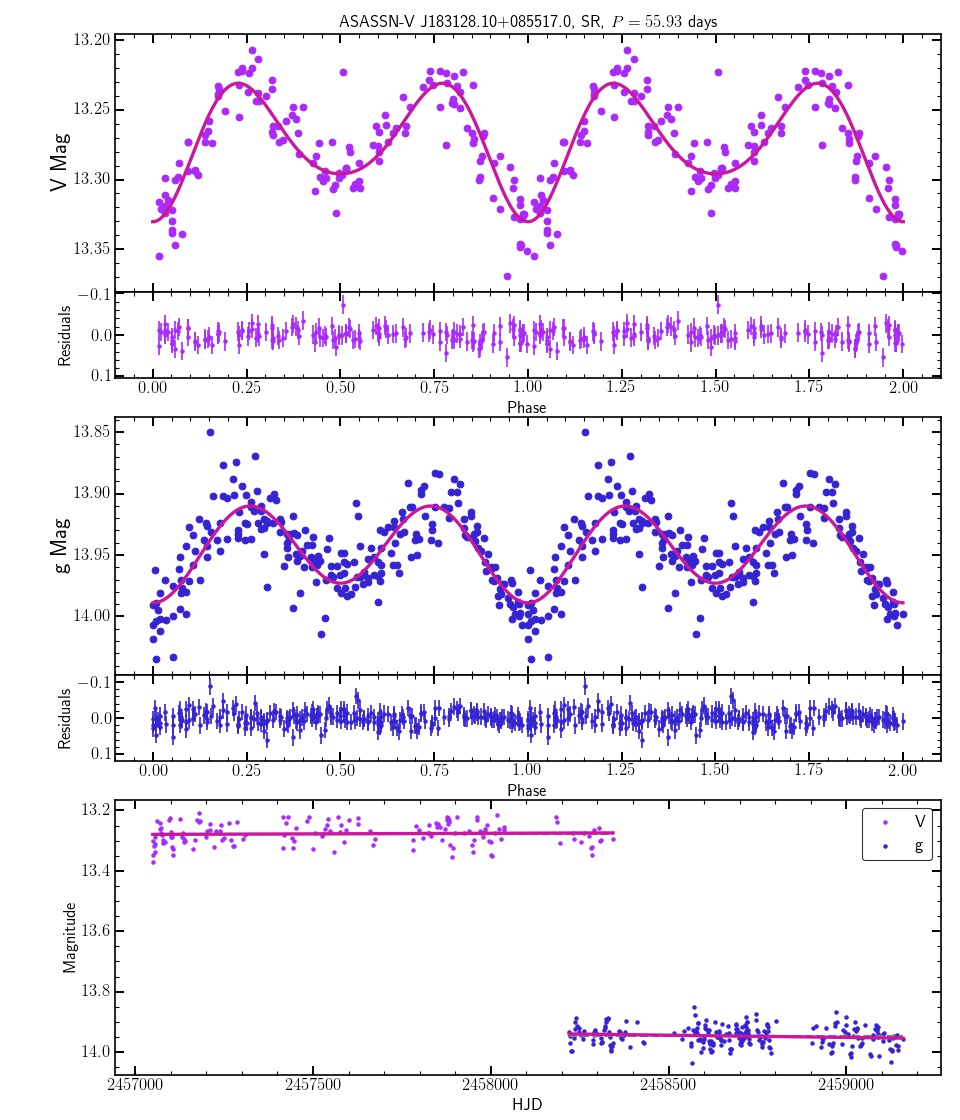 ASASSN-V J183128.10+085517.0, SR, P = 55.93 days
13.20
13.25
13.30
13.35
V Mag
−0.1
0.0
0.1
Residuals
0.00 0.25 0.50 0.75 1.00 1.25 1.50 1.75 2.00
Phase
13.85
13.90
13.95
14.00
g Mag
−0.1
0.0
0.1
Residuals
0.00 0.25 0.50 0.75 1.00 1.25 1.50 1.75 2.00
Phase
13.2
13.4
13.6
13.8
14.0
Magnitude
V
g
2457000 2457500 2458000 2458500 2459000
HJD